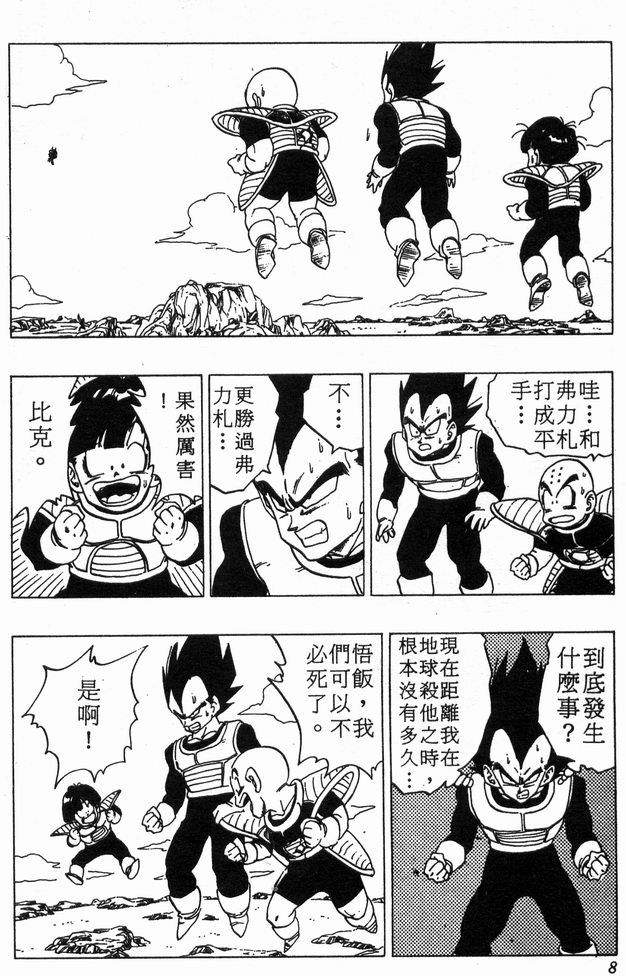 哇…和
弗力札
打成平
手…
不…
更勝過弗
力札…
果然厲害
！
比克。
到底發生
什麼事？
現在距離我在
地球殺他之時，
根本沒有多久…
悟飯，我
們可以不
必死了。
是啊！
8